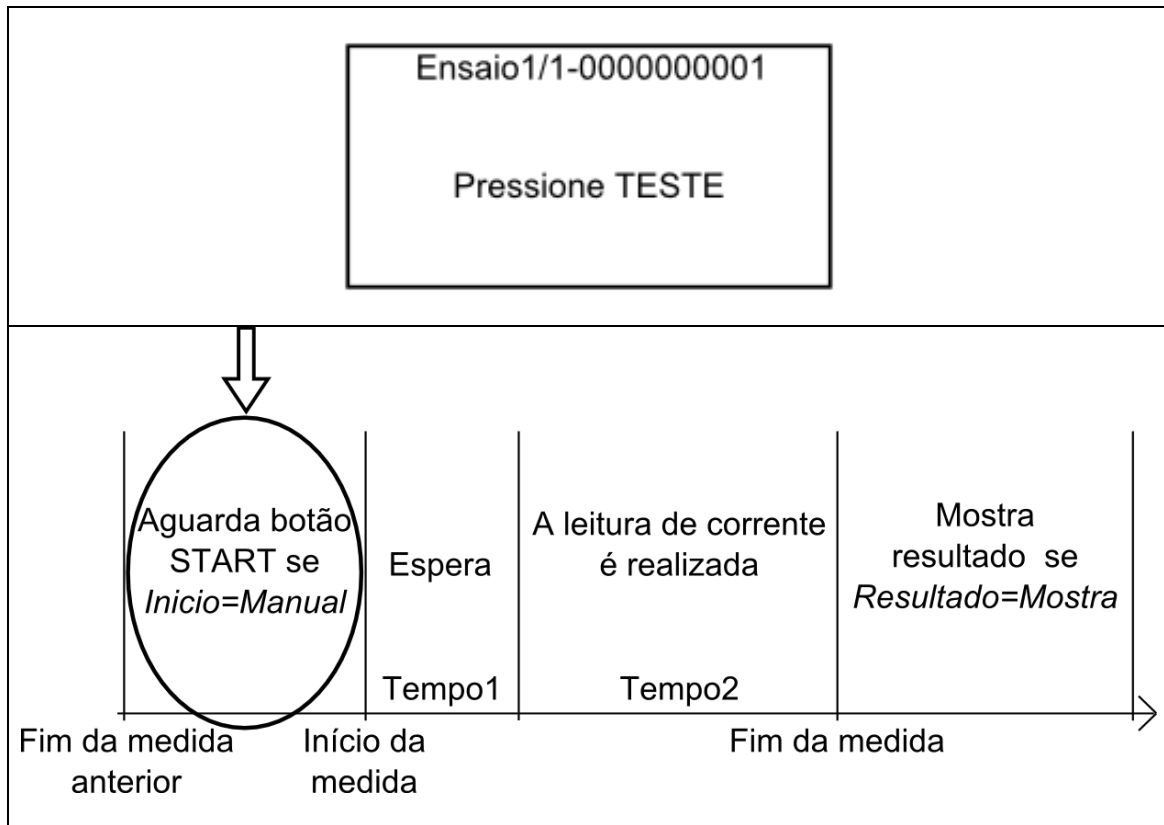 Ensaio1/1-0000000001
Pressione TESTE
Aguarda botão
START se
Inicio=Manual
Espera
A leitura de corrente
é realizada
Mostra
resultado se
Resultado=Mostra
Tempo1
Tempo2
Fim da medida
anterior
Início da
medida
Fim da medida